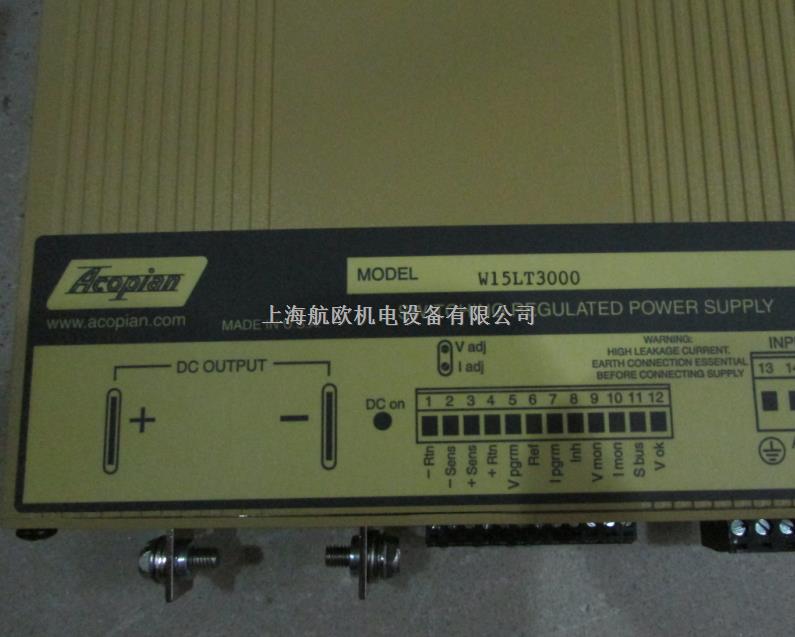 Acopian
www.acopian.com
MADE IN U.S.A.
MODEL W15LT3000
SWITCHING REGULATED POWER SUPPLY
上海航欧机电设备有限公司
DC OUTPUT
+ −
V adj
I adj
DC on
WARNING:
HIGH LEAKAGE CURRENT,
EARTH CONNECTION ESSENTIAL
BEFORE CONNECTING SUPPLY
1 2 3 4 5 6 7 8 9 10 11 12
− Rtn
− Sens
+ Sens
+ Rtn
V pgrm
Ref
I pgrm
Inh
V mon
I mon
S bus
V ok
13